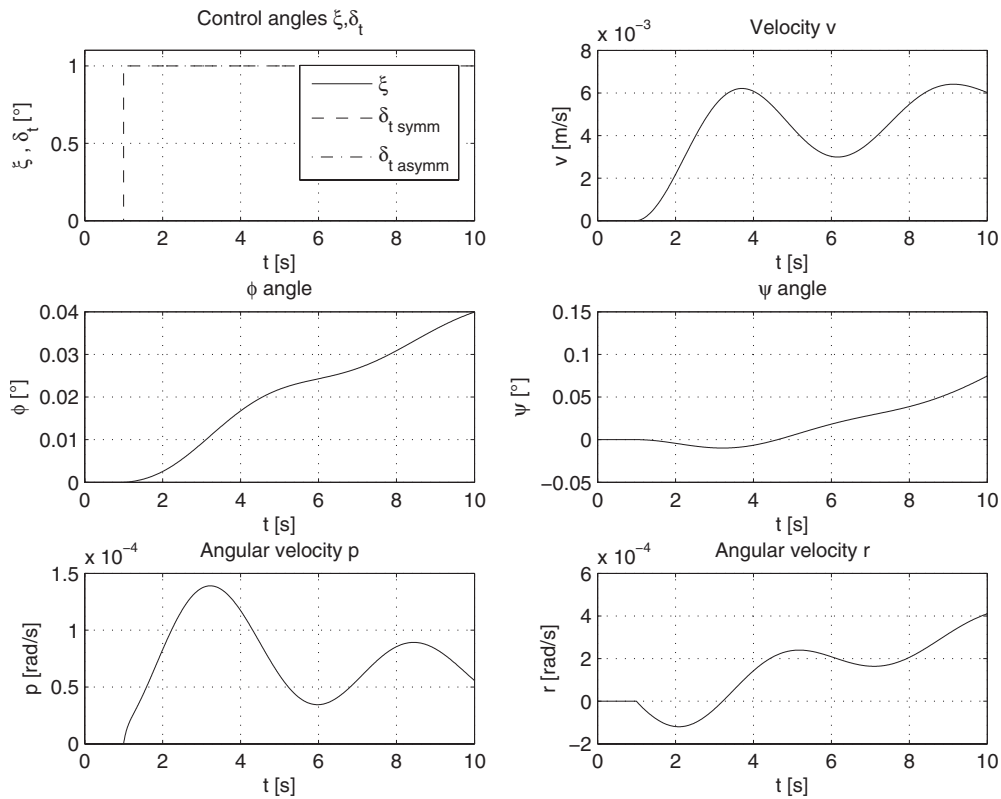 Control angles ξ,δt
1
0.5
0
ξ , δt [°]
0 2 4 6 8 10
t [s]
ξ
δt symm
δt asymm
Velocity v
x 10−3
8
6
4
2
0
v [m/s]
0 2 4 6 8 10
t [s]
ϕ angle
0.04
0.03
0.02
0.01
0
ϕ [°]
0 2 4 6 8 10
t [s]
ψ angle
0.15
0.1
0.05
0
−0.05
ψ [°]
0 2 4 6 8 10
t [s]
Angular velocity p
x 10−4
1.5
1
0.5
0
p [rad/s]
0 2 4 6 8 10
t [s]
Angular velocity r
x 10−4
6
4
2
0
−2
r [rad/s]
0 2 4 6 8 10
t [s]